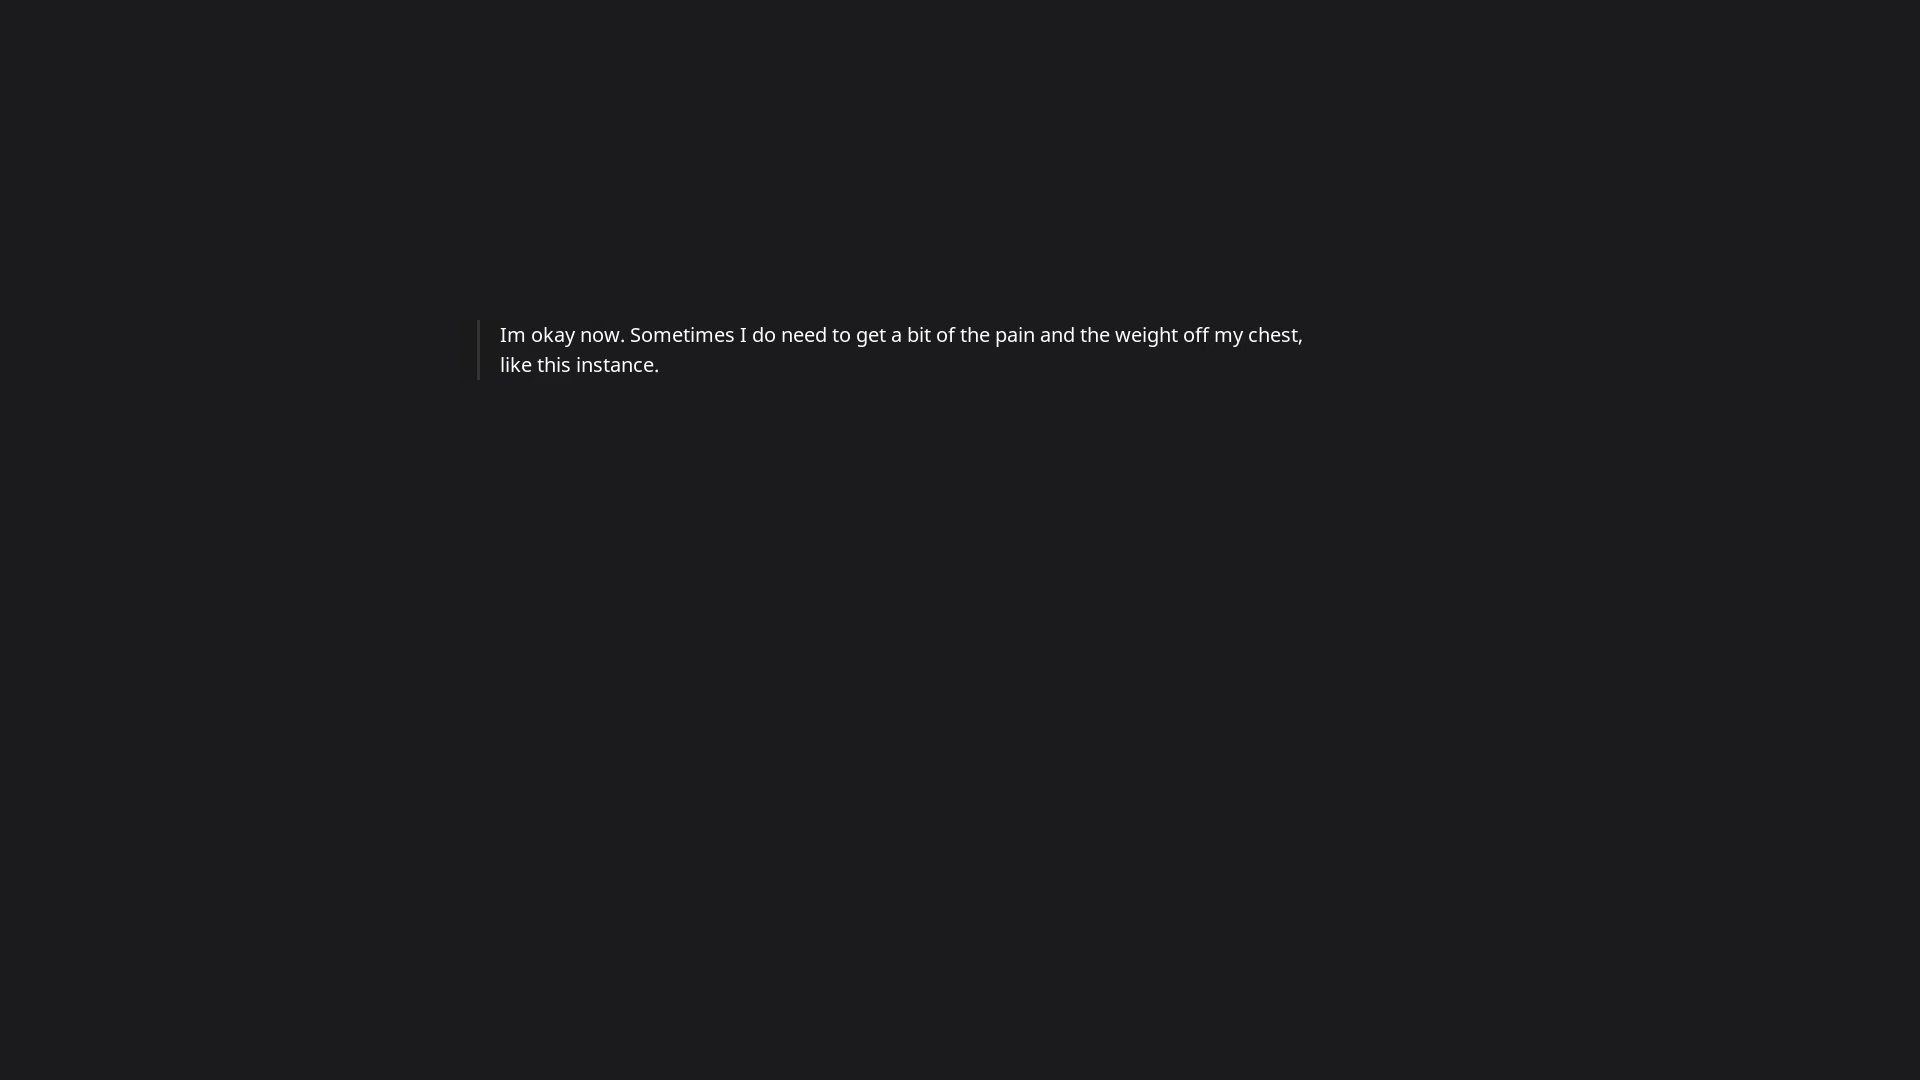 Im okay now. Sometimes I do need to get a bit of the pain and the weight off my chest,
like this instance.